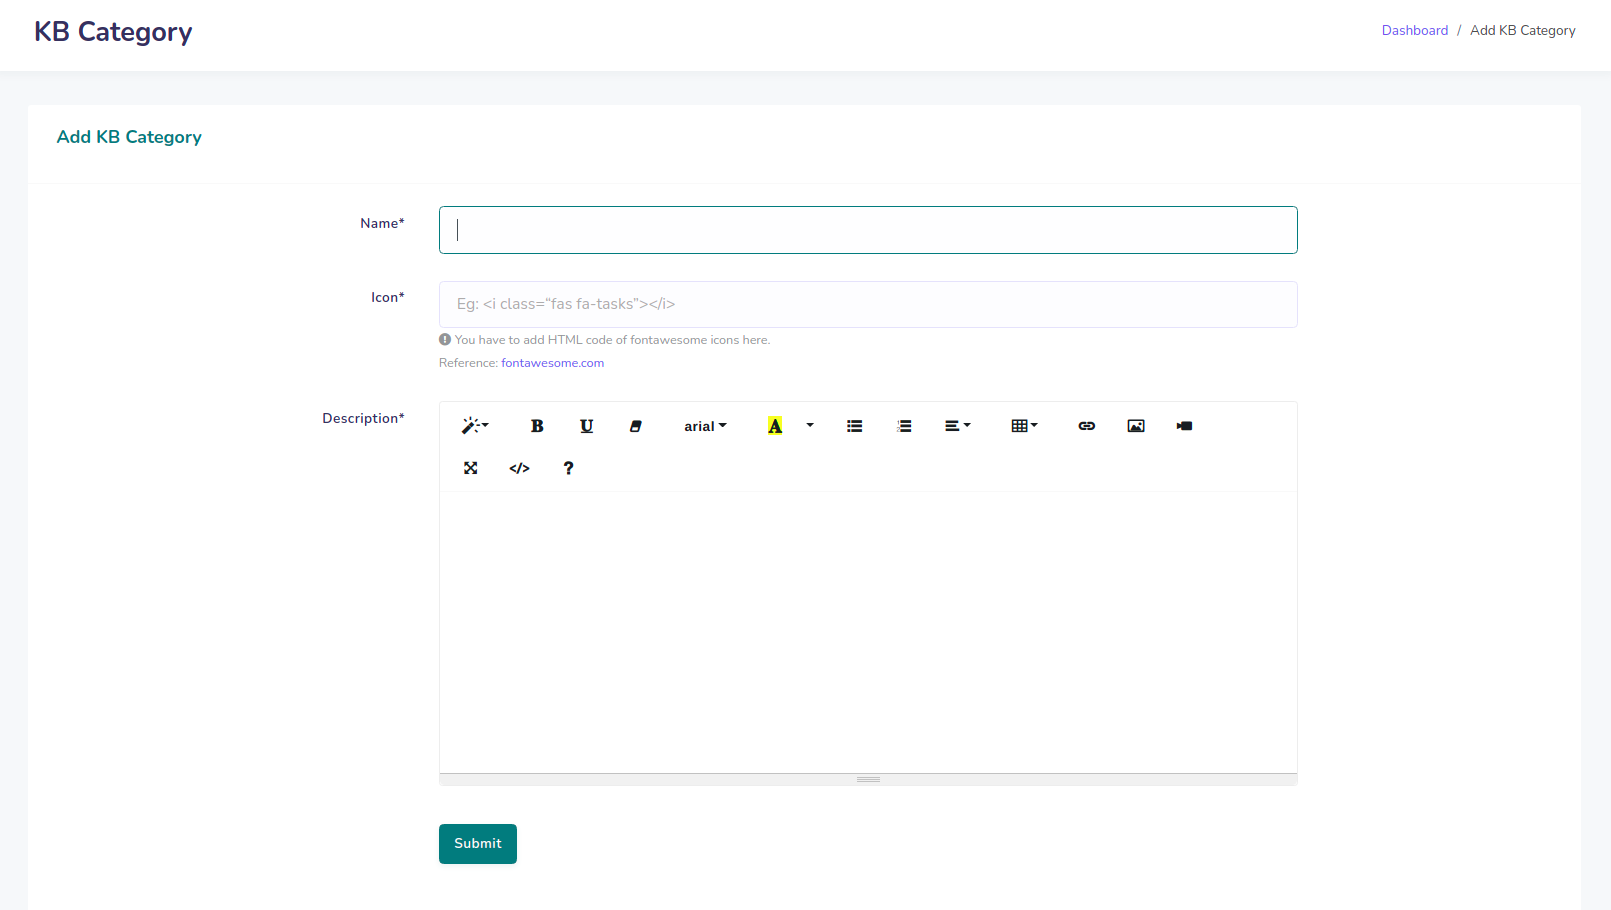 KB Category
Dashboard / Add KB Category
Add KB Category
Name*
Icon*
Eg: <i class="fas fa-tasks”></i>
You have to add HTML code of fontawesome icons here.
Reference: fontawesome.com
Description*
B U arial A
</> ?
Submit